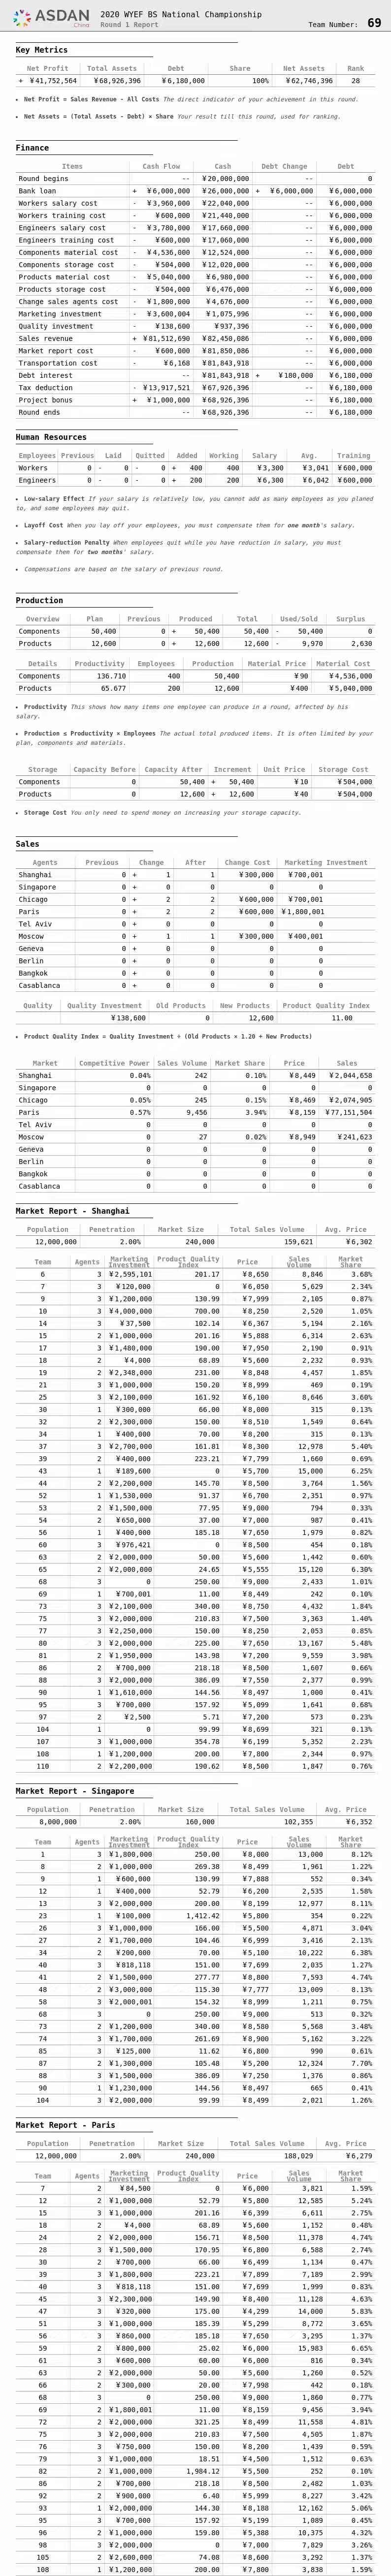 ASDAN China
2020 WYEF BS National Championship
Round 1 Report
Team Number: 69
Key Metrics
Net Profit Total Assets Debt Share Net Assets Rank
+ ¥41,752,564 ¥68,926,396 ¥6,180,000 100% ¥62,746,396 28
• Net Profit = Sales Revenue - All Costs The direct indicator of your achievement in this round.
• Net Assets = (Total Assets - Debt) × Share Your result till this round, used for ranking.
Finance
Items Cash Flow Cash Debt Change Debt
Round begins -- ¥20,000,000 -- 0
Bank loan + ¥6,000,000 ¥26,000,000 + ¥6,000,000 ¥6,000,000
Workers salary cost - ¥3,960,000 ¥22,040,000 -- ¥6,000,000
Workers training cost - ¥600,000 ¥21,440,000 -- ¥6,000,000
Engineers salary cost - ¥3,780,000 ¥17,660,000 -- ¥6,000,000
Engineers training cost - ¥600,000 ¥17,060,000 -- ¥6,000,000
Components material cost - ¥4,536,000 ¥12,524,000 -- ¥6,000,000
Components storage cost - ¥504,000 ¥12,020,000 -- ¥6,000,000
Products material cost - ¥5,040,000 ¥6,980,000 -- ¥6,000,000
Products storage cost - ¥504,000 ¥6,476,000 -- ¥6,000,000
Change sales agents cost - ¥1,800,000 ¥4,676,000 -- ¥6,000,000
Marketing investment - ¥3,600,004 ¥1,075,996 -- ¥6,000,000
Quality investment - ¥138,600 ¥937,396 -- ¥6,000,000
Sales revenue + ¥81,512,690 ¥82,450,086 -- ¥6,000,000
Market report cost - ¥600,000 ¥81,850,086 -- ¥6,000,000
Transportation cost - ¥6,168 ¥81,843,918 -- ¥6,000,000
Debt interest -- ¥81,843,918 + ¥180,000 ¥6,180,000
Tax deduction - ¥13,917,521 ¥67,926,396 -- ¥6,180,000
Project bonus + ¥1,000,000 ¥68,926,396 -- ¥6,180,000
Round ends -- ¥68,926,396 -- ¥6,180,000
Human Resources
Employees Previous Laid Quitted Added Working Salary Avg. Training
Workers 0 - 0 - 0 + 400 400 ¥3,300 ¥3,041 ¥600,000
Engineers 0 - 0 - 0 + 200 200 ¥6,300 ¥6,042 ¥600,000
• Low-salary Effect If your salary is relatively low, you cannot add as many employees as you planed
to, and some employees may quit.
• Layoff Cost When you lay off your employees, you must compensate them for one month's salary.
• Salary-reduction Penalty When employees quit while you have reduction in salary, you must
compensate them for two months' salary.
• Compensations are based on the salary of previous round.
Production
Overview Plan Previous Produced Total Used/Sold Surplus
Components 50,400 0 + 50,400 50,400 - 50,400 0
Products 12,600 0 + 12,600 12,600 - 9,970 2,630
Details Productivity Employees Production Material Price Material Cost
Components 136.710 400 50,400 ¥90 ¥4,536,000
Products 65.677 200 12,600 ¥400 ¥5,040,000
• Productivity This shows how many items one employee can produce in a round, affected by his
salary.
• Production ≤ Productivity × Employees The actual total produced items. It is often limited by your
plan, components and materials.
Storage Capacity Before Capacity After Increment Unit Price Storage Cost
Components 0 50,400 + 50,400 ¥10 ¥504,000
Products 0 12,600 + 12,600 ¥40 ¥504,000
• Storage Cost You only need to spend money on increasing your storage capacity.
Sales
Agents Previous Change After Change Cost Marketing Investment
Shanghai 0 + 1 1 ¥300,000 ¥700,001
Singapore 0 + 0 0 0 0
Chicago 0 + 2 2 ¥600,000 ¥700,001
Paris 0 + 2 2 ¥600,000 ¥1,800,001
Tel Aviv 0 + 0 0 0 0
Moscow 0 + 1 1 ¥300,000 ¥400,001
Geneva 0 + 0 0 0 0
Berlin 0 + 0 0 0 0
Bangkok 0 + 0 0 0 0
Casablanca 0 + 0 0 0 0
Quality Quality Investment Old Products New Products Product Quality Index
¥138,600 0 12,600 11.00
• Product Quality Index = Quality Investment ÷ (Old Products × 1.20 + New Products)
Market Competitive Power Sales Volume Market Share Price Sales
Shanghai 0.04% 242 0.10% ¥8,449 ¥2,044,658
Singapore 0 0 0 0 0
Chicago 0.05% 245 0.15% ¥8,469 ¥2,074,905
Paris 0.57% 9,456 3.94% ¥8,159 ¥77,151,504
Tel Aviv 0 0 0 0 0
Moscow 0 27 0.02% ¥8,949 ¥241,623
Geneva 0 0 0 0 0
Berlin 0 0 0 0 0
Bangkok 0 0 0 0 0
Casablanca 0 0 0 0 0
Market Report - Shanghai
Population Penetration Market Size Total Sales Volume Avg. Price
12,000,000 2.00% 240,000 159,621 ¥6,302
Team Agents Marketing Investment Product Quality Index Price Sales Volume Market Share
6 3 ¥2,595,101 201.17 ¥8,650 8,846 3.68%
7 3 ¥120,000 0 ¥6,050 5,629 2.34%
9 3 ¥1,200,000 130.99 ¥7,999 2,105 0.87%
10 3 ¥4,000,000 700.00 ¥8,250 2,520 1.05%
14 3 ¥37,500 102.14 ¥6,367 5,194 2.16%
15 2 ¥1,000,000 201.16 ¥5,888 6,314 2.63%
17 3 ¥1,480,000 190.00 ¥7,950 2,190 0.91%
18 2 ¥4,000 68.89 ¥5,600 2,232 0.93%
19 2 ¥2,348,000 231.00 ¥8,848 4,457 1.85%
21 3 ¥1,000,000 150.20 ¥8,999 469 0.19%
25 3 ¥2,100,000 161.92 ¥6,100 8,646 3.60%
30 1 ¥300,000 66.00 ¥8,000 315 0.13%
32 2 ¥2,300,000 150.00 ¥8,510 1,549 0.64%
34 1 ¥400,000 70.00 ¥8,200 315 0.13%
37 3 ¥2,700,000 161.81 ¥8,300 12,978 5.40%
39 2 ¥400,000 223.21 ¥7,799 1,660 0.69%
43 1 ¥189,600 0 ¥5,700 15,000 6.25%
44 2 ¥2,200,000 145.70 ¥8,500 3,764 1.56%
52 1 ¥1,530,000 91.37 ¥6,700 2,351 0.97%
53 2 ¥1,500,000 77.95 ¥9,000 794 0.33%
54 2 ¥650,000 37.00 ¥7,000 987 0.41%
56 1 ¥400,000 185.18 ¥7,650 1,979 0.82%
60 3 ¥976,421 0 ¥8,500 454 0.18%
63 2 ¥2,000,000 50.00 ¥5,600 1,442 0.60%
65 2 ¥2,000,000 24.65 ¥5,555 15,120 6.30%
68 3 0 250.00 ¥9,000 2,433 1.01%
69 1 ¥700,001 11.00 ¥8,449 242 0.10%
73 3 ¥2,100,000 340.00 ¥8,750 4,432 1.84%
75 3 ¥2,000,000 210.83 ¥7,500 3,363 1.40%
77 3 ¥2,250,000 150.00 ¥8,250 2,053 0.85%
80 3 ¥2,000,000 225.00 ¥7,650 13,167 5.48%
81 2 ¥1,950,000 143.98 ¥7,200 9,559 3.98%
86 2 ¥700,000 218.18 ¥8,500 1,607 0.66%
88 3 ¥2,000,000 386.09 ¥7,550 2,377 0.99%
90 1 ¥1,610,000 144.56 ¥8,497 1,000 0.41%
95 3 ¥700,000 157.92 ¥5,099 1,641 0.68%
97 2 ¥2,500 5.71 ¥7,200 573 0.23%
104 1 0 99.99 ¥8,699 321 0.13%
107 3 ¥1,000,000 354.78 ¥6,199 5,352 2.23%
108 1 ¥1,200,000 200.00 ¥7,800 2,344 0.97%
110 2 ¥2,200,000 190.62 ¥8,500 1,847 0.76%
Market Report - Singapore
Population Penetration Market Size Total Sales Volume Avg. Price
8,000,000 2.00% 160,000 102,355 ¥6,352
Team Agents Marketing Investment Product Quality Index Price Sales Volume Market Share
1 3 ¥1,800,000 250.00 ¥8,000 13,000 8.12%
8 2 ¥1,000,000 269.38 ¥8,499 1,961 1.22%
9 1 ¥600,000 130.99 ¥7,888 552 0.34%
12 1 ¥400,000 52.79 ¥6,200 2,535 1.58%
13 3 ¥2,000,000 200.00 ¥8,199 12,977 8.11%
23 1 ¥100,000 1,412.42 ¥5,800 354 0.22%
26 3 ¥1,000,000 166.00 ¥5,500 4,871 3.04%
27 2 ¥1,700,000 104.46 ¥6,999 3,416 2.13%
34 2 ¥200,000 70.00 ¥5,100 10,222 6.38%
40 3 ¥818,118 151.00 ¥7,699 2,035 1.27%
41 2 ¥1,500,000 277.77 ¥8,800 7,593 4.74%
48 2 ¥3,000,000 115.30 ¥7,777 13,009 8.13%
58 3 ¥2,000,001 154.32 ¥8,999 1,211 0.75%
68 3 0 250.00 ¥9,000 513 0.32%
73 2 ¥1,200,000 340.00 ¥8,580 5,568 3.48%
74 3 ¥1,700,000 261.69 ¥8,900 5,162 3.22%
85 3 ¥125,000 11.62 ¥6,800 990 0.61%
87 2 ¥1,300,000 105.48 ¥5,200 12,324 7.70%
88 3 ¥1,500,000 386.09 ¥7,250 1,376 0.86%
90 1 ¥1,230,000 144.56 ¥8,497 665 0.41%
104 3 ¥2,000,000 99.99 ¥8,499 2,021 1.26%
Market Report - Paris
Population Penetration Market Size Total Sales Volume Avg. Price
12,000,000 2.00% 240,000 188,029 ¥6,279
Team Agents Marketing Investment Product Quality Index Price Sales Volume Market Share
7 2 ¥84,500 0 ¥6,000 3,821 1.59%
12 2 ¥1,000,000 52.79 ¥5,800 12,585 5.24%
15 3 ¥1,000,000 201.16 ¥6,399 6,611 2.75%
18 2 ¥4,000 68.89 ¥5,600 1,152 0.48%
24 2 ¥2,000,000 156.71 ¥8,500 11,378 4.74%
28 3 ¥1,500,000 170.95 ¥6,800 6,588 2.74%
30 2 ¥700,000 66.00 ¥6,499 1,134 0.47%
39 3 ¥1,800,000 223.21 ¥7,899 7,189 2.99%
40 3 ¥818,118 151.00 ¥7,699 1,999 0.83%
45 3 ¥2,300,000 149.90 ¥8,400 11,128 4.63%
47 3 ¥320,000 175.00 ¥4,299 14,000 5.83%
51 3 ¥1,000,000 185.39 ¥5,299 8,772 3.65%
56 3 ¥860,000 185.18 ¥7,650 3,295 1.37%
59 2 ¥800,000 25.02 ¥6,000 15,983 6.65%
61 3 ¥600,000 60.00 ¥6,000 816 0.34%
63 2 ¥2,000,000 50.00 ¥5,600 1,260 0.52%
66 2 ¥300,000 20.00 ¥7,998 442 0.18%
68 3 0 250.00 ¥9,000 1,860 0.77%
69 2 ¥1,800,001 11.00 ¥8,159 9,456 3.94%
72 2 ¥2,000,000 321.25 ¥8,499 11,558 4.81%
75 3 ¥2,000,000 210.83 ¥7,500 4,505 1.87%
76 3 ¥750,000 150.00 ¥8,200 1,439 0.59%
79 3 ¥1,000,000 18.51 ¥4,500 1,512 0.63%
82 1 ¥1,000,000 1,984.12 ¥5,500 252 0.10%
86 2 ¥700,000 218.18 ¥8,500 2,482 1.03%
92 2 ¥900,000 6.40 ¥5,999 8,227 3.42%
93 1 ¥2,000,000 144.30 ¥8,188 12,162 5.06%
95 3 ¥700,000 157.92 ¥5,199 1,089 0.45%
96 2 ¥1,000,000 159.80 ¥5,388 10,375 4.32%
98 3 ¥2,000,000 0 ¥7,000 7,829 3.26%
105 2 ¥2,600,000 74.08 ¥8,600 3,292 1.37%
108 1 ¥1,200,000 200.00 ¥7,800 3,838 1.59%